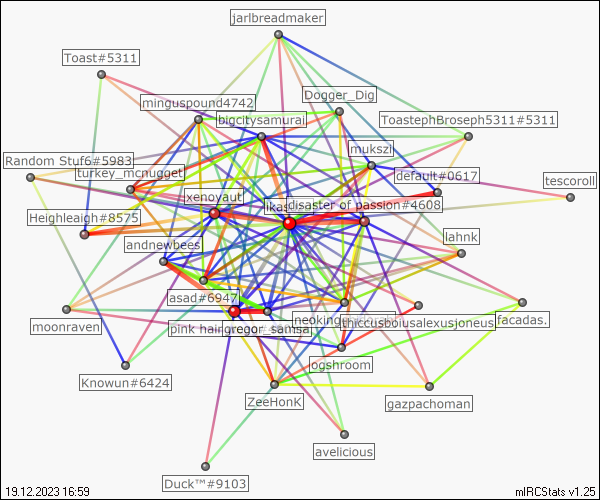 jarlbreadmaker
Toast#5311
Dogger_Dig
minguspound4742
bigcitysamurai
ToastephBroseph5311#5311
mukszi
Random Stuf6#5983
turkey_mcnugget
default#0617
tescoroll
xenoyaut
likas
disaster of passion#4608
Heighleaigh#8575
lahnk
andnewbees
asad#6947
moonraven
pink hair
gregor_samsa
neoking
thiccusboiusalexusjoneus
facadas.
ogshroom
Knowun#6424
ZeeHonK
gazpachoman
avelicious
Duck™#9103
19.12.2023 16:59
mIRCStats v1.25